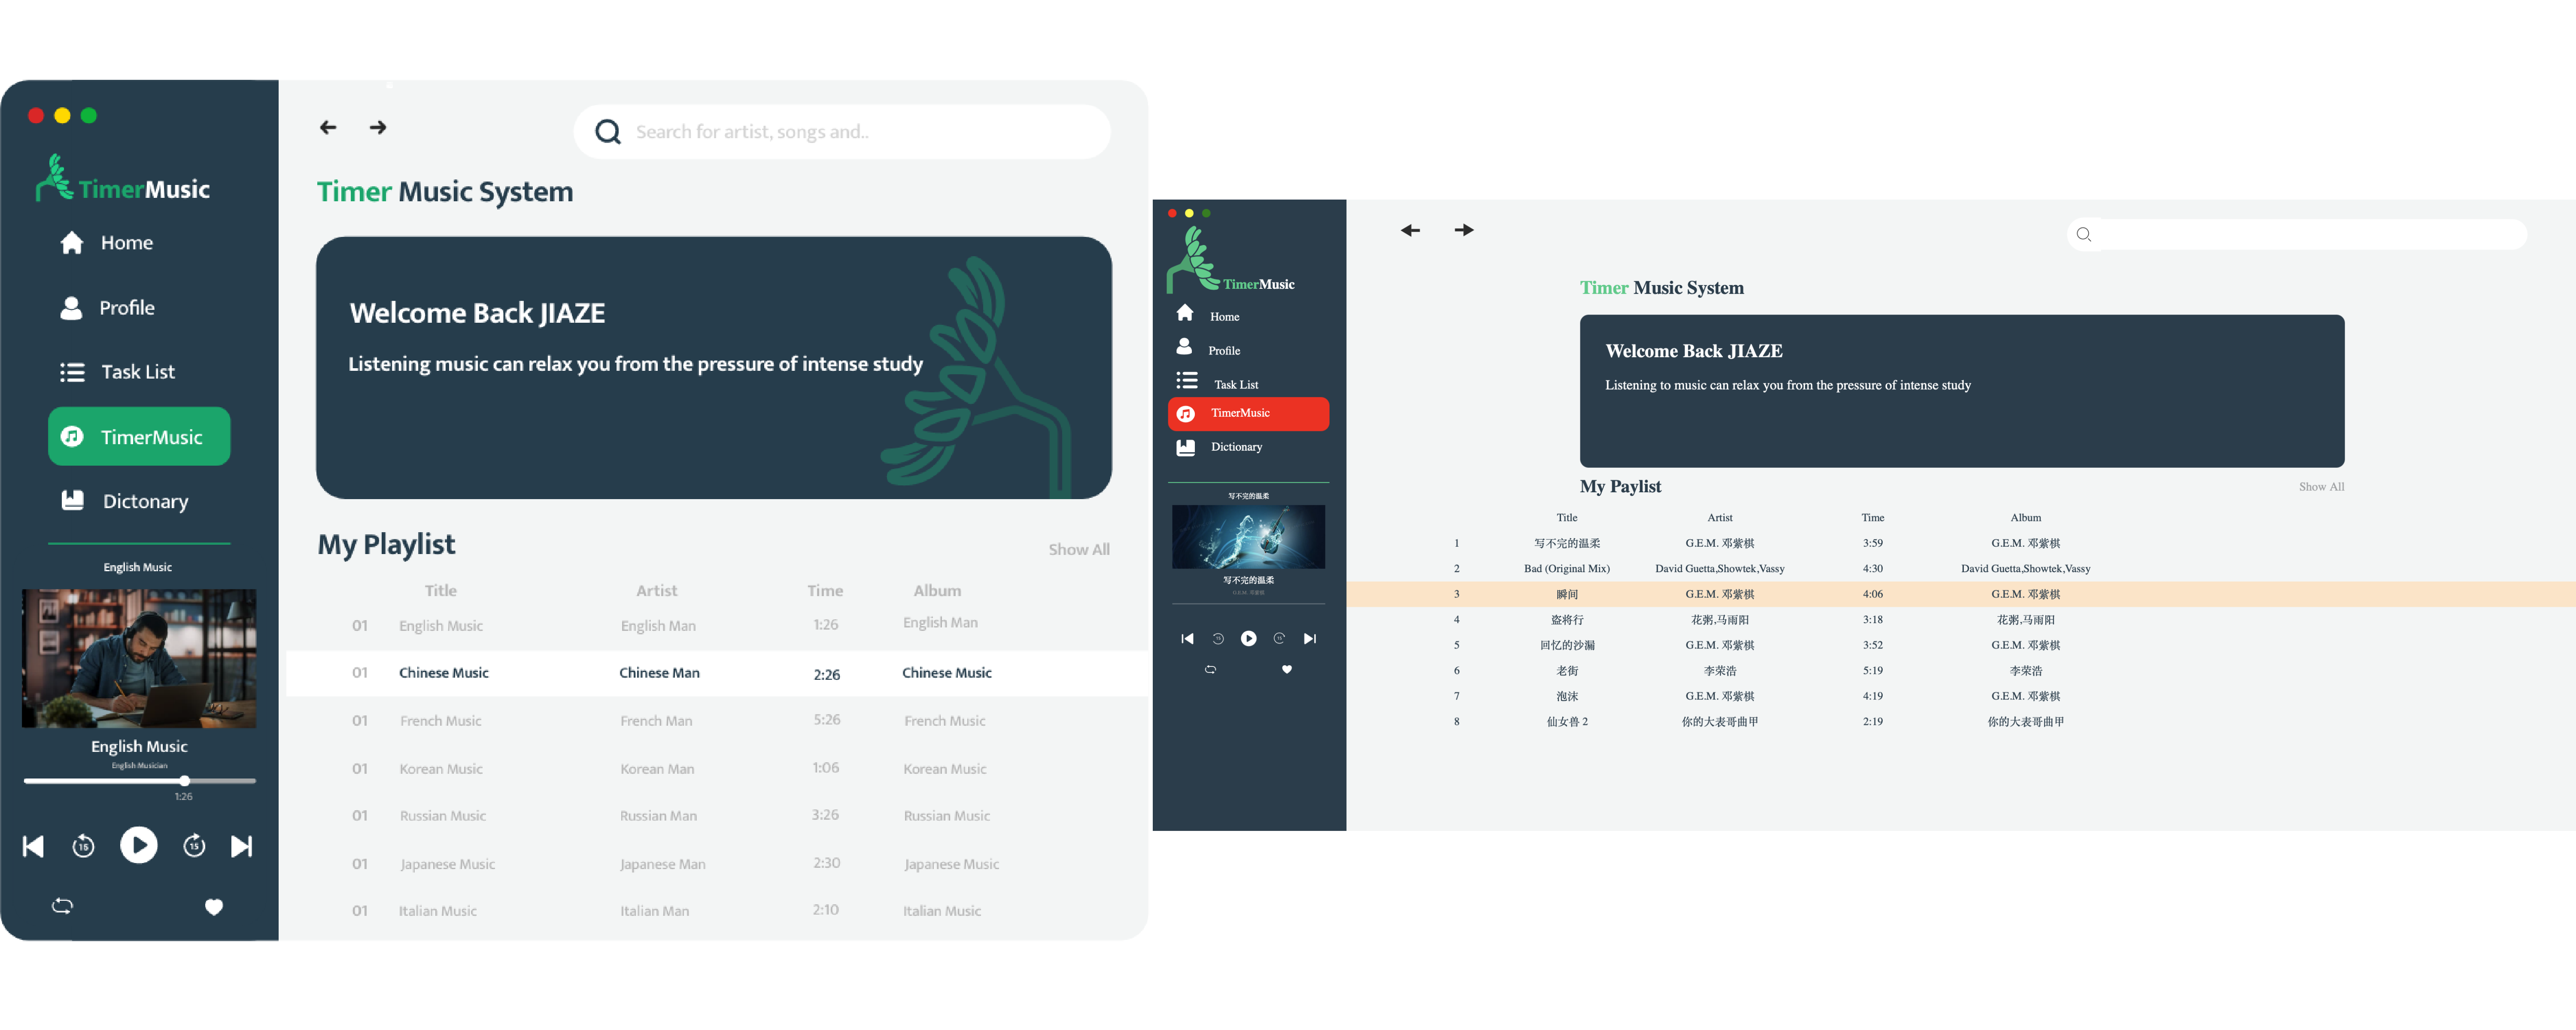 TimerMusic
Home
Profile
Task List
TimerMusic
Dictonary
English Music
English Music
English Musician
1:26
15
15
Search for artist, songs and..
Timer Music System
Welcome Back JIAZE
Listening music can relax you from the pressure of intense study
My Playlist
Show All
Title Artist Time Album
01 English Music English Man 1:26 English Man
01 Chinese Music Chinese Man 2:26 Chinese Music
01 French Music French Man 5:26 French Music
01 Korean Music Korean Man 1:06 Korean Music
01 Russian Music Russian Man 3:26 Russian Music
01 Japanese Music Japanese Man 2:30 Japanese Music
01 Italian Music Italian Man 2:10 Italian Music
TimerMusic
Home
Profile
Task List
TimerMusic
Dictionary
写不完的温柔
写不完的温柔
G.E.M. 邓紫棋
Timer Music System
Welcome Back JIAZE
Listening to music can relax you from the pressure of intense study
My Paylist
Show All
Title Artist Time Album
1 写不完的温柔 G.E.M. 邓紫棋 3:59 G.E.M. 邓紫棋
2 Bad (Original Mix) David Guetta,Showtek,Vassy 4:30 David Guetta,Showtek,Vassy
3 瞬间 G.E.M. 邓紫棋 4:06 G.E.M. 邓紫棋
4 盗将行 花粥,马雨阳 3:18 花粥,马雨阳
5 回忆的沙漏 G.E.M. 邓紫棋 3:52 G.E.M. 邓紫棋
6 老街 李荣浩 5:19 李荣浩
7 泡沫 G.E.M. 邓紫棋 4:19 G.E.M. 邓紫棋
8 仙女兽 2 你的大表哥曲甲 2:19 你的大表哥曲甲